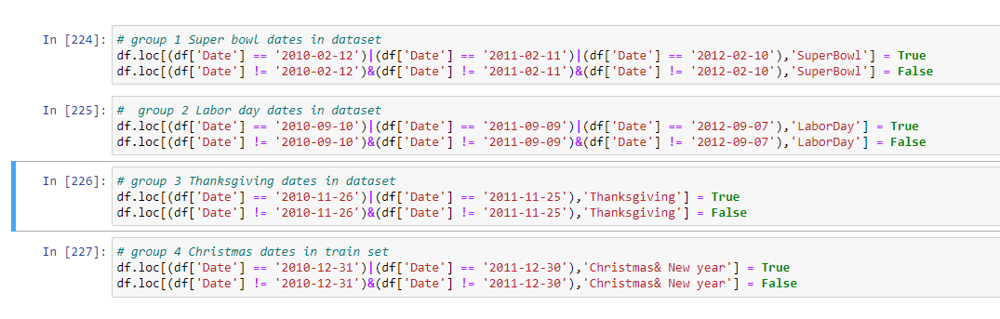 In [224]: # group 1 Super bowl dates in dataset
df.loc[(df['Date'] == '2010-02-12')|(df['Date'] == '2011-02-11')|(df['Date'] == '2012-02-10'),'SuperBowl'] = True
df.loc[(df['Date'] != '2010-02-12')&(df['Date'] != '2011-02-11')&(df['Date'] != '2012-02-10'),'SuperBowl'] = False
In [225]: #  group 2 Labor day dates in dataset
df.loc[(df['Date'] == '2010-09-10')|(df['Date'] == '2011-09-09')|(df['Date'] == '2012-09-07'),'LaborDay'] = True
df.loc[(df['Date'] != '2010-09-10')&(df['Date'] != '2011-09-09')&(df['Date'] != '2012-09-07'),'LaborDay'] = False
In [226]: # group 3 Thanksgiving dates in dataset
df.loc[(df['Date'] == '2010-11-26')|(df['Date'] == '2011-11-25'),'Thanksgiving'] = True
df.loc[(df['Date'] != '2010-11-26')&(df['Date'] != '2011-11-25'),'Thanksgiving'] = False
In [227]: # group 4 Christmas dates in train set
df.loc[(df['Date'] == '2010-12-31')|(df['Date'] == '2011-12-30'),'Christmas& New year'] = True
df.loc[(df['Date'] != '2010-12-31')&(df['Date'] != '2011-12-30'),'Christmas& New year'] = False